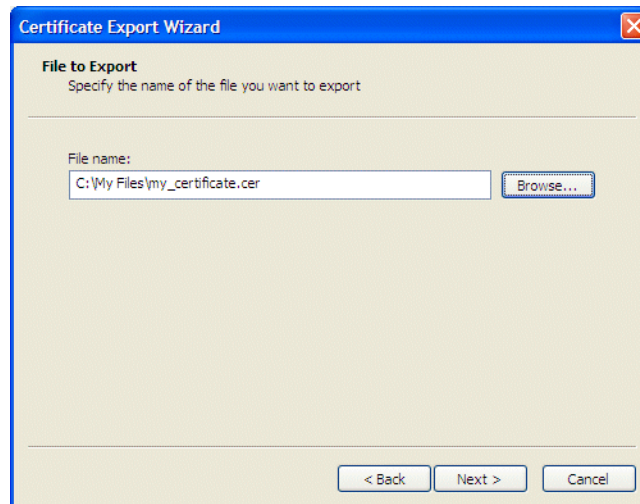 Certificate Export Wizard
File to Export
Specify the name of the file you want to export
File name:
C:\My Files\my_certificate.cer
Browse...
< Back
Next >
Cancel